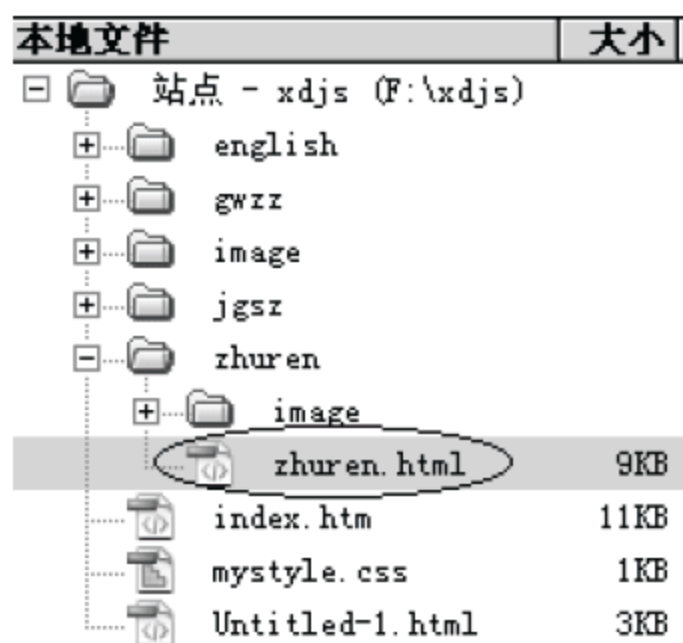 本地文件 大小
站点 - xdjs (F:\xdjs)
english
gwzz
image
jgsz
zhuren
image
zhuren.html 9KB
index.htm 11KB
mystyle.css 1KB
Untitled-1.html 3KB